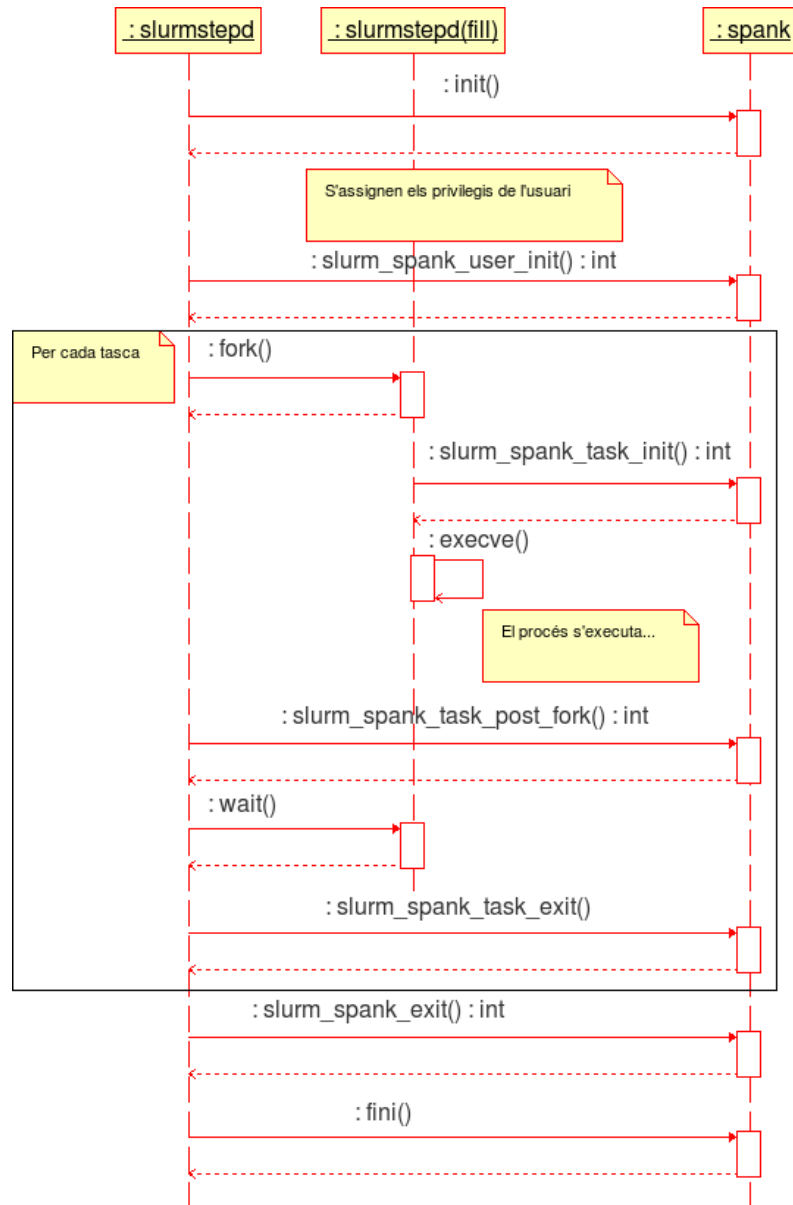 : slurmstepd
: slurmstepd(fill)
: spank
: init()
S'assignen els privilegis de l'usuari
: slurm_spank_user_init() : int
Per cada tasca
: fork()
: slurm_spank_task_init() : int
: execve()
El procés s'executa...
: slurm_spank_task_post_fork() : int
: wait()
: slurm_spank_task_exit()
: slurm_spank_exit() : int
: fini()